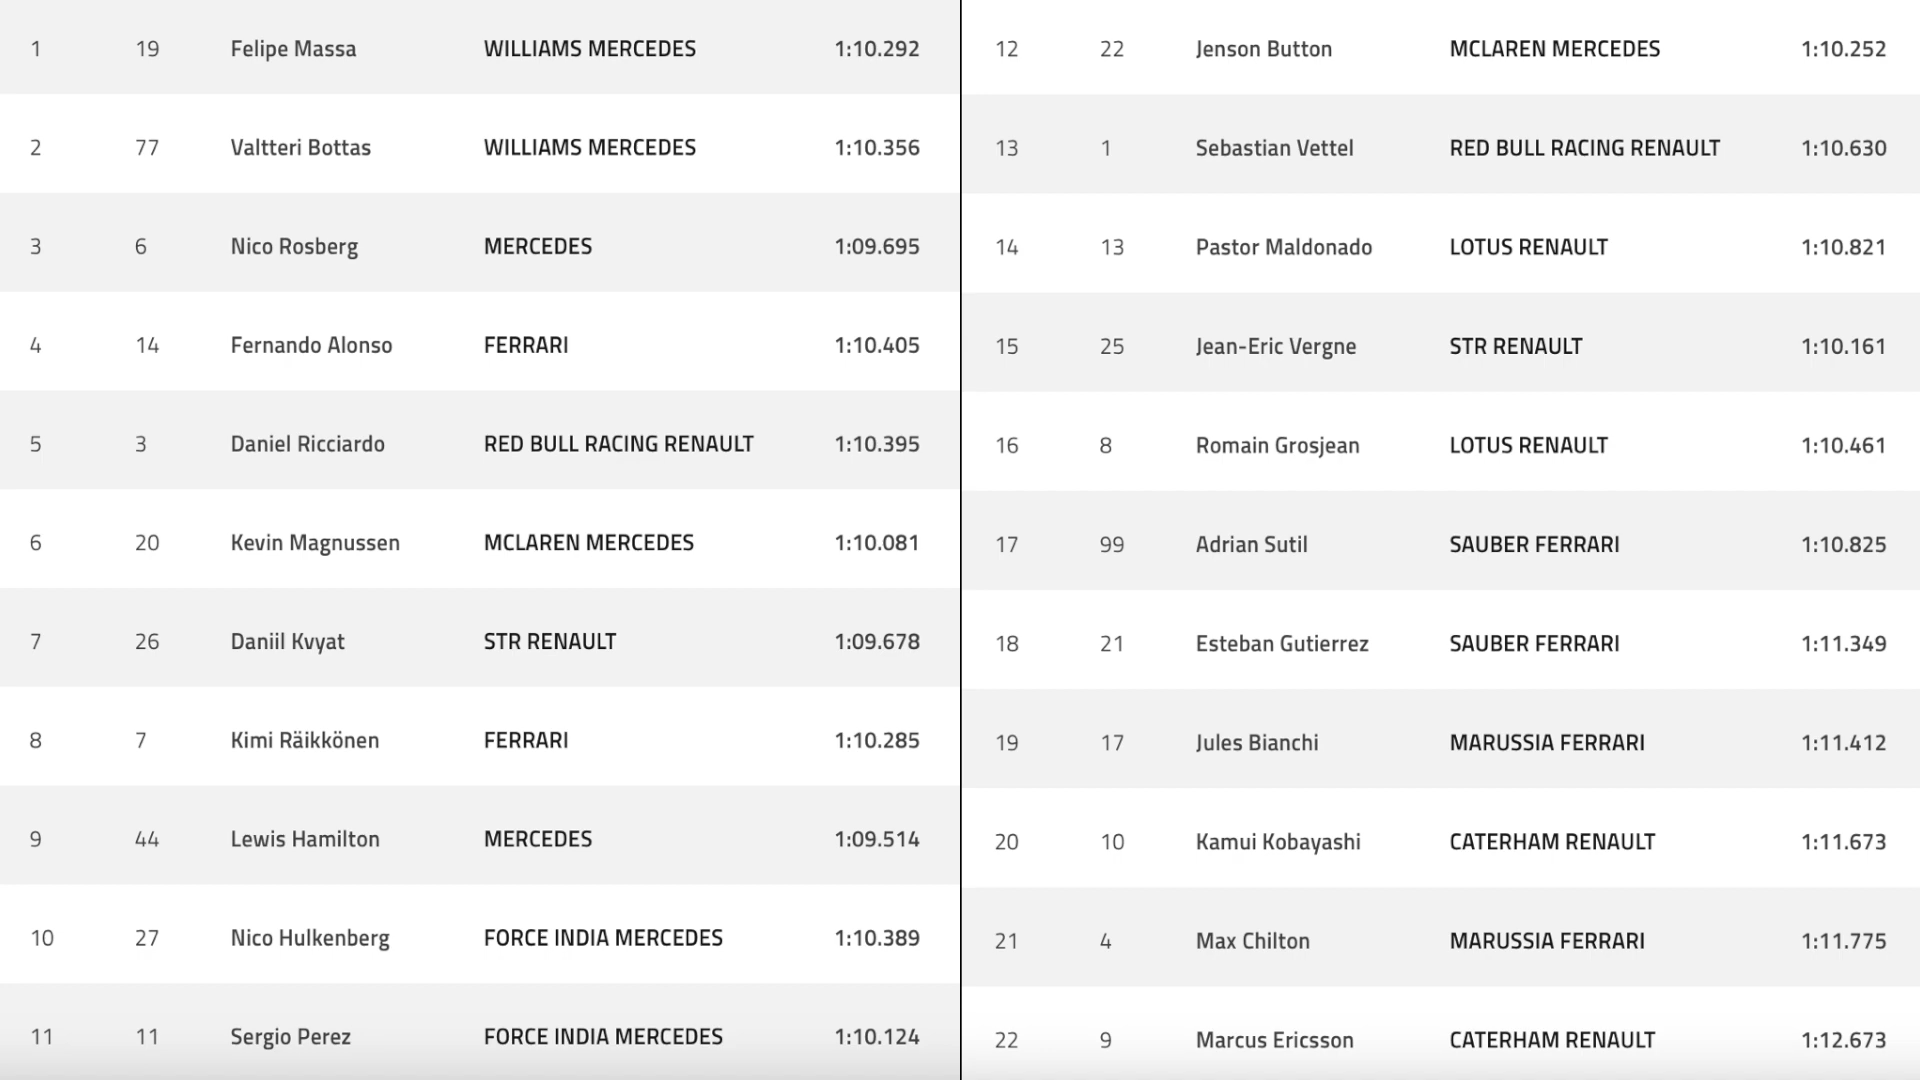 1 19 Felipe Massa WILLIAMS MERCEDES 1:10.292
2 77 Valtteri Bottas WILLIAMS MERCEDES 1:10.356
3 6 Nico Rosberg MERCEDES 1:09.695
4 14 Fernando Alonso FERRARI 1:10.405
5 3 Daniel Ricciardo RED BULL RACING RENAULT 1:10.395
6 20 Kevin Magnussen MCLAREN MERCEDES 1:10.081
7 26 Daniil Kvyat STR RENAULT 1:09.678
8 7 Kimi Räikkönen FERRARI 1:10.285
9 44 Lewis Hamilton MERCEDES 1:09.514
10 27 Nico Hulkenberg FORCE INDIA MERCEDES 1:10.389
11 11 Sergio Perez FORCE INDIA MERCEDES 1:10.124
12 22 Jenson Button MCLAREN MERCEDES 1:10.252
13 1 Sebastian Vettel RED BULL RACING RENAULT 1:10.630
14 13 Pastor Maldonado LOTUS RENAULT 1:10.821
15 25 Jean-Eric Vergne STR RENAULT 1:10.161
16 8 Romain Grosjean LOTUS RENAULT 1:10.461
17 99 Adrian Sutil SAUBER FERRARI 1:10.825
18 21 Esteban Gutierrez SAUBER FERRARI 1:11.349
19 17 Jules Bianchi MARUSSIA FERRARI 1:11.412
20 10 Kamui Kobayashi CATERHAM RENAULT 1:11.673
21 4 Max Chilton MARUSSIA FERRARI 1:11.775
22 9 Marcus Ericsson CATERHAM RENAULT 1:12.673